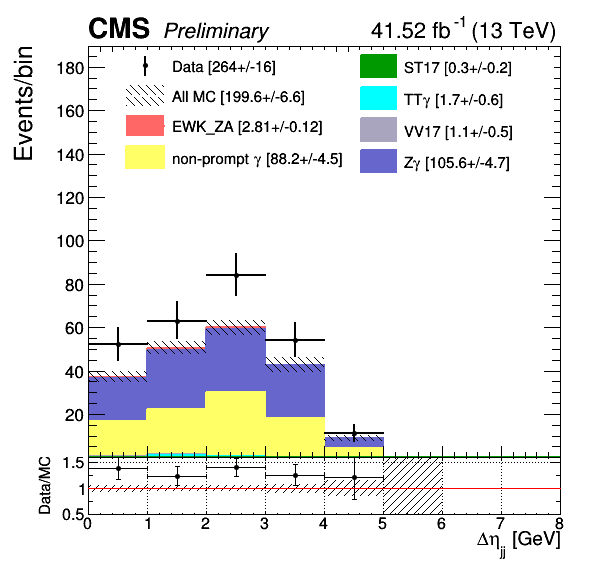 CMS Preliminary 41.52 fb⁻¹ (13 TeV)
Events/bin
180
160
140
120
100
80
60
40
20
Data [264+/-16]
All MC [199.6+/-6.6]
EWK_ZA [2.81+/-0.12]
non-prompt γ [88.2+/-4.5]
ST17 [0.3+/-0.2]
TTγ [1.7+/-0.6]
VV17 [1.1+/-0.5]
Zγ [105.6+/-4.7]
Data/MC
1.5
1
0.5
0 1 2 3 4 5 6 7 8
Δηjj [GeV]